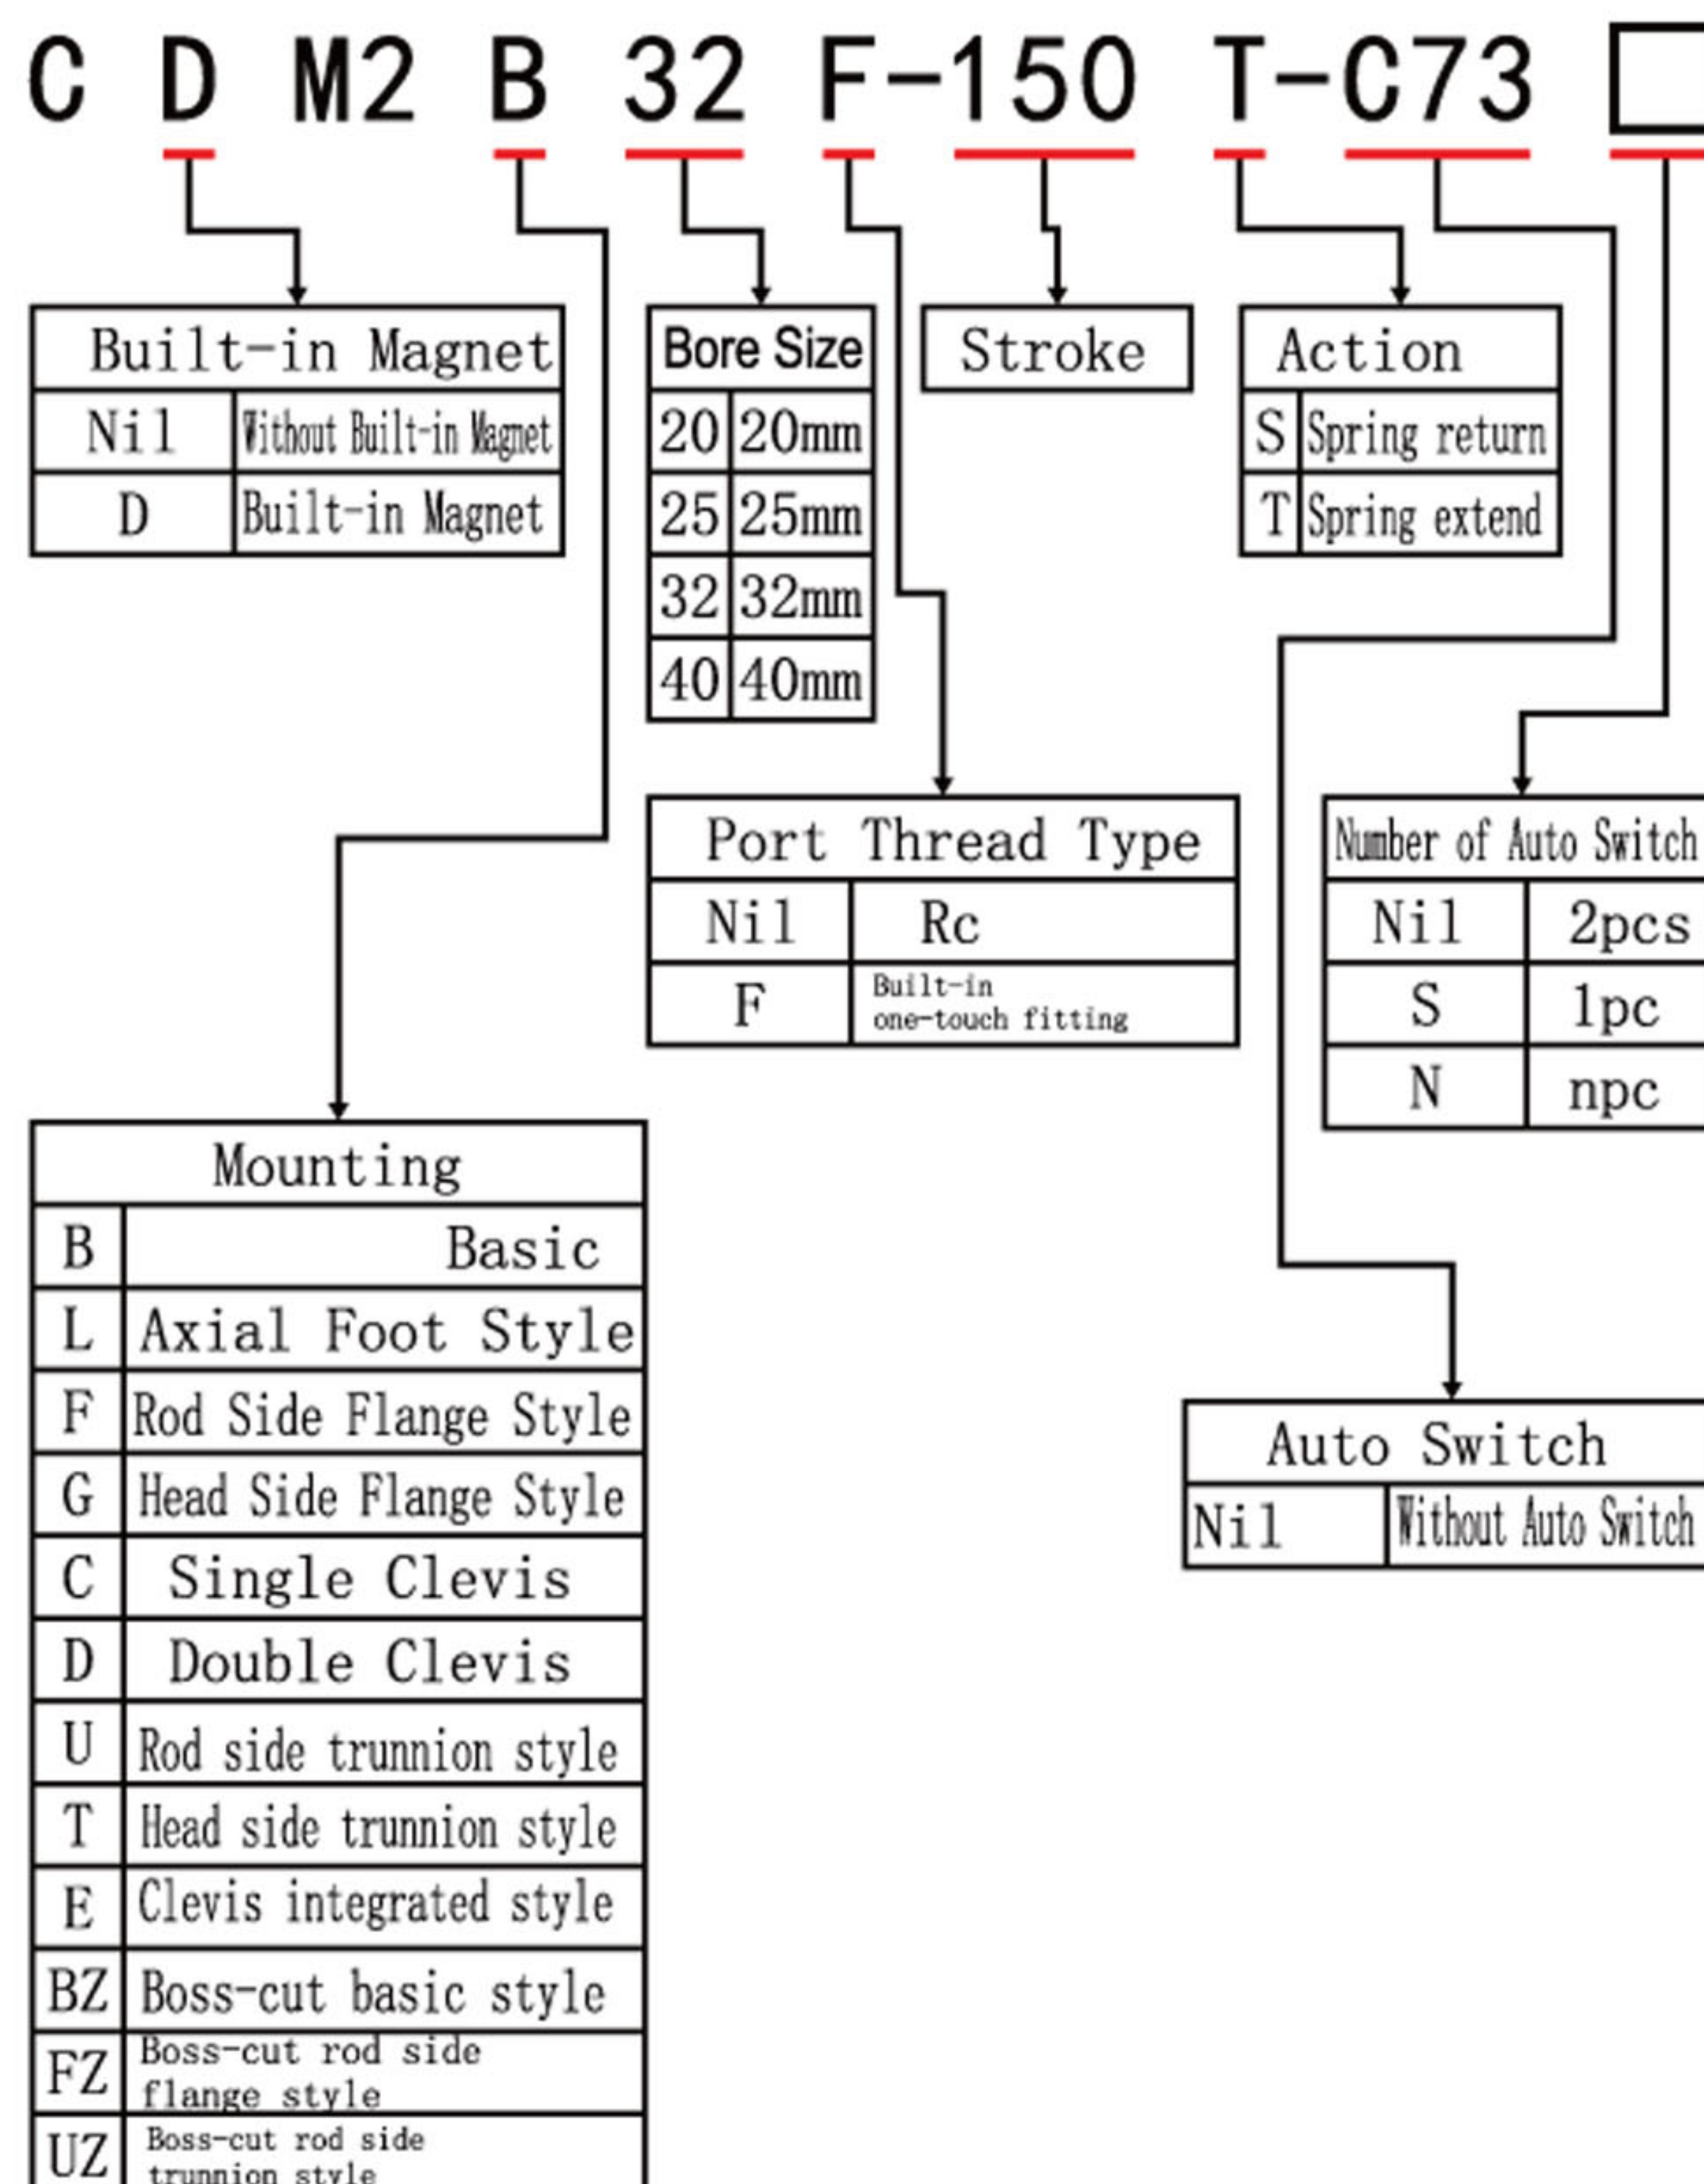 C D M2 B 32 F-150 T-C73
Built-in Magnet
Nil Without Built-in Magnet
D Built-in Magnet
Bore Size
20 20mm
25 25mm
32 32mm
40 40mm
Stroke
Action
S Spring return
T Spring extend
Port Thread Type
Nil Rc
F Built-in
one-touch fitting
Number of Auto Switch
Nil 2pcs
S 1pc
N npc
Mounting
B Basic
L Axial Foot Style
F Rod Side Flange Style
G Head Side Flange Style
C Single Clevis
D Double Clevis
U Rod side trunnion style
T Head side trunnion style
E Clevis integrated style
BZ Boss-cut basic style
FZ Boss-cut rod side
flange style
UZ Boss-cut rod side
trunnion style
Auto Switch
Nil Without Auto Switch